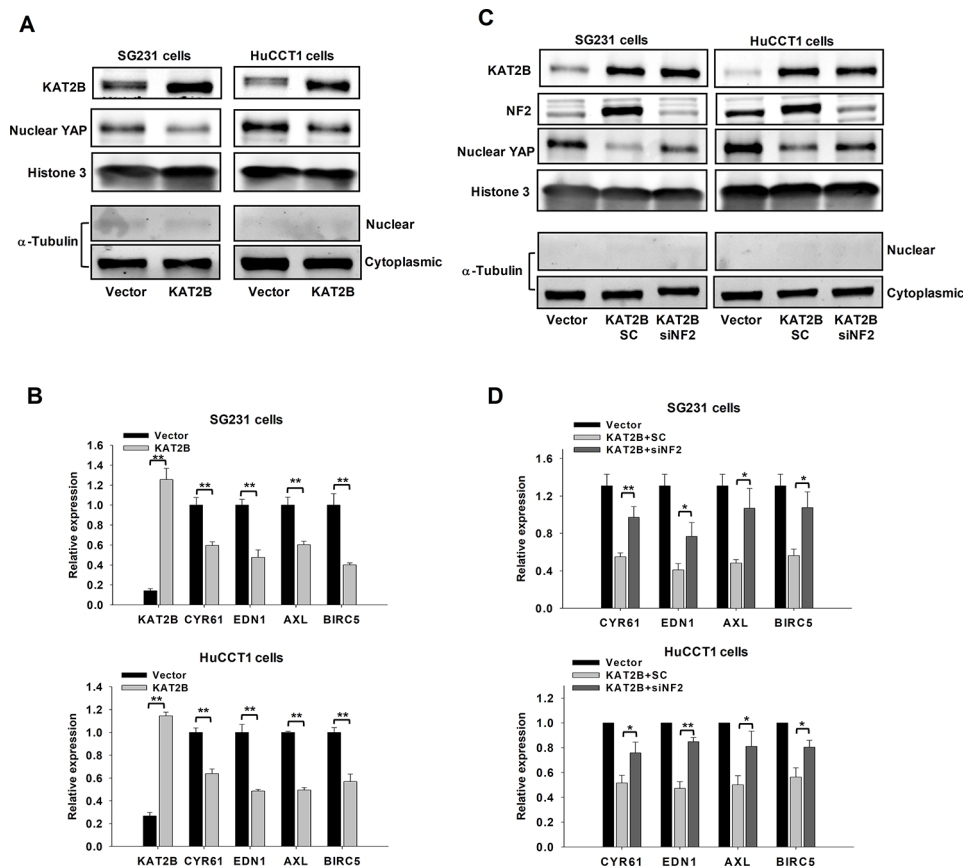 A
SG231 cells
HuCCT1 cells
KAT2B
Nuclear YAP
Histone 3
Nuclear
α-Tubulin
Cytoplasmic
Vector
KAT2B
Vector
KAT2B
C
SG231 cells
HuCCT1 cells
KAT2B
NF2
Nuclear YAP
Histone 3
Nuclear
α-Tubulin
Cytoplasmic
Vector
KAT2B
SC
KAT2B
siNF2
Vector
KAT2B
SC
KAT2B
siNF2
B
SG231 cells
Vector
KAT2B
Relative expression
1.6
1.4
1.2
1.0
0.8
0.6
0.4
0.2
0.0
**
**
**
**
**
KAT2B CYR61 EDN1 AXL BIRC5
HuCCT1 cells
Vector
KAT2B
Relative expression
1.4
1.2
1.0
0.8
0.6
0.4
0.2
0.0
**
**
**
**
**
KAT2B CYR61 EDN1 AXL BIRC5
D
SG231 cells
Vector
KAT2B+SC
KAT2B+siNF2
Relative expression
1.6
1.2
0.8
0.4
0.0
**
*
*
*
CYR61 EDN1 AXL BIRC5
HuCCT1 cells
Vector
KAT2B+SC
KAT2B+siNF2
Relative expression
1.4
1.2
1.0
0.8
0.6
0.4
0.2
0.0
*
**
*
*
CYR61 EDN1 AXL BIRC5